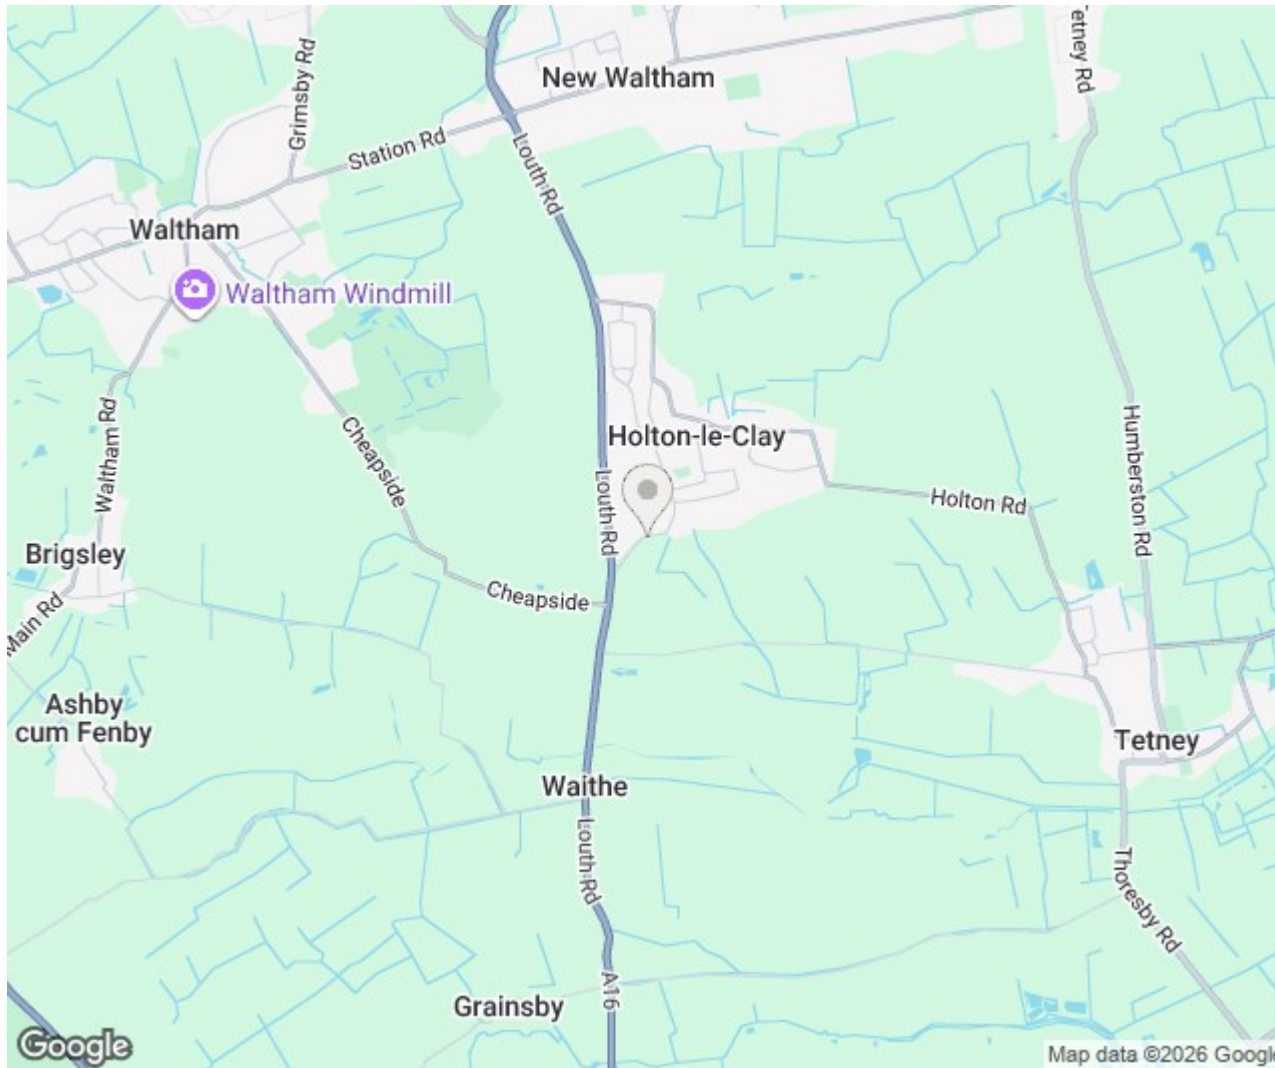 Tetney Rd
Grimsby Rd
New Waltham
Station Rd
Louth Rd
Waltham
Waltham Windmill
Holton-le-Clay
Waltham Rd
Cheapside
Louth Rd
Humberston Rd
Holton Rd
Brigsley
Cheapside
Main Rd
Ashby
cum Fenby
Tetney
Waithe
Louth Rd
Thoresby Rd
Grainsby
A16
Google
Map data ©2026 Google